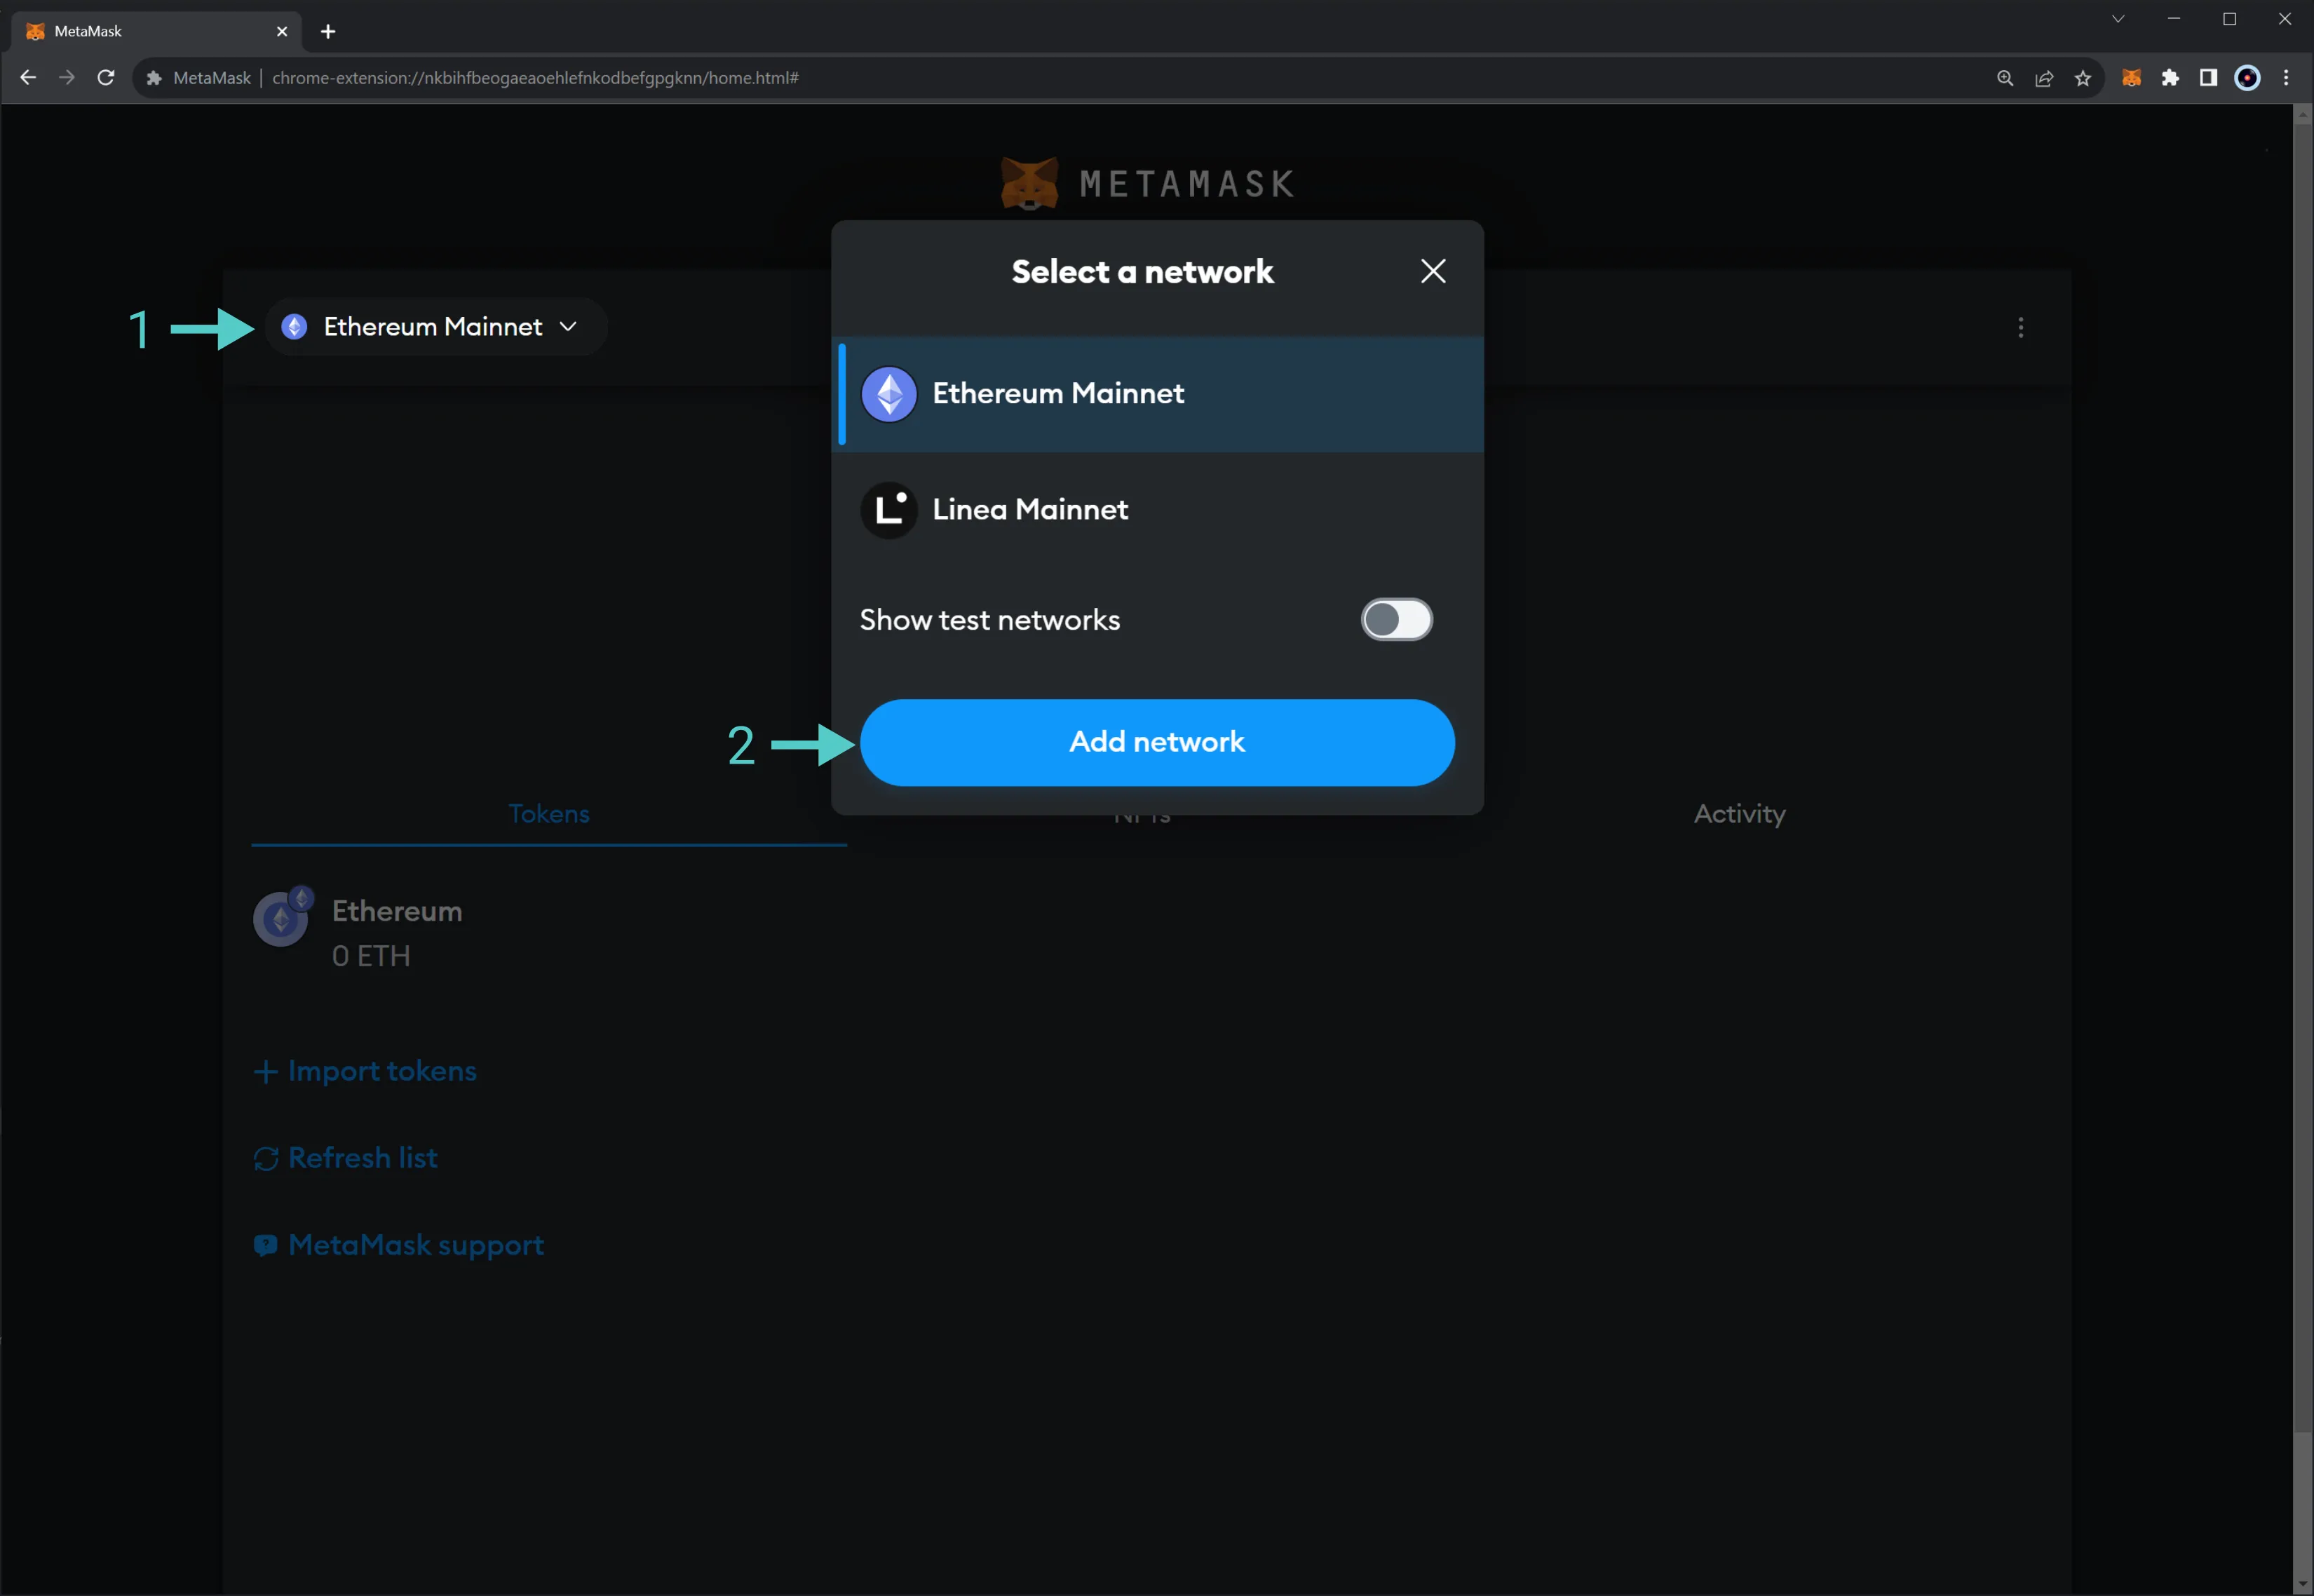 MetaMask
MetaMask | chrome-extension://nkbihfbeogaeaoehlefnkodbefgpgknn/home.html#
METAMASK
Select a network
1
Ethereum Mainnet
Ethereum Mainnet
Linea Mainnet
Show test networks
2
Add network
Tokens
NFTs
Activity
Ethereum
0 ETH
Import tokens
Refresh list
MetaMask support